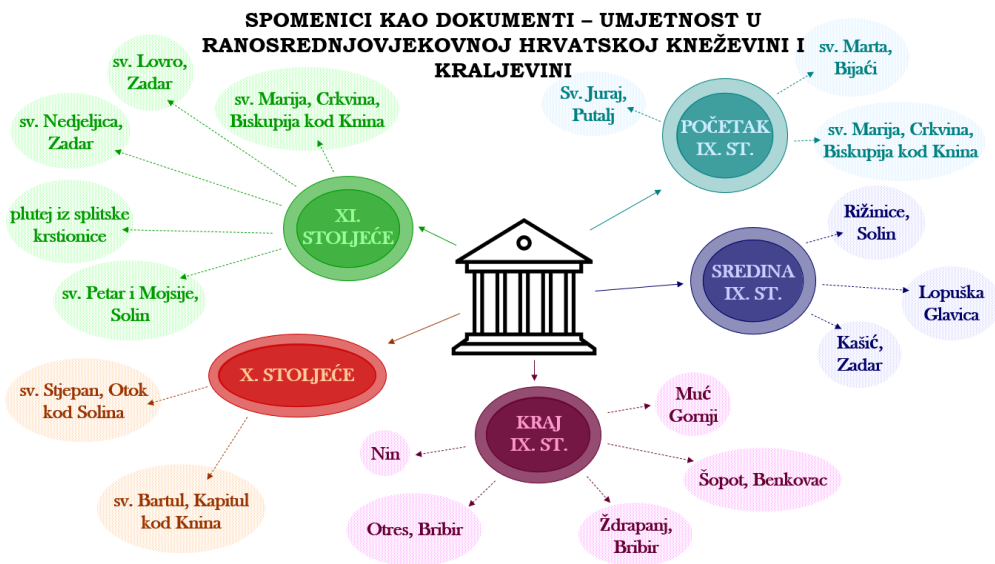 SPOMENICI KAO DOKUMENTI – UMJETNOST U
RANOSREDNJOVJEKOVNOJ HRVATSKOJ KNEŽEVINI I
KRALJEVINI
sv. Lovro,
Zadar
sv. Marija, Crkvina,
Biskupija kod Knina
sv. Nedjeljica,
Zadar
plutej iz splitske
krstionice
sv. Petar i Mojsije,
Solin
XI.
STOLJEĆE
Sv. Juraj,
Putalj
sv. Marta,
Bijaći
POČETAK
IX. ST.
sv. Marija, Crkvina,
Biskupija kod Knina
Rižinice,
Solin
SREDINA
IX. ST.
Lopuška
Glavica
Kašić,
Zadar
X. STOLJEĆE
sv. Stjepan, Otok
kod Solina
sv. Bartul, Kapitul
kod Knina
KRAJ
IX. ST.
Muć
Gornji
Nin
Šopot, Benkovac
Otres, Bribir
Ždrapanj,
Bribir